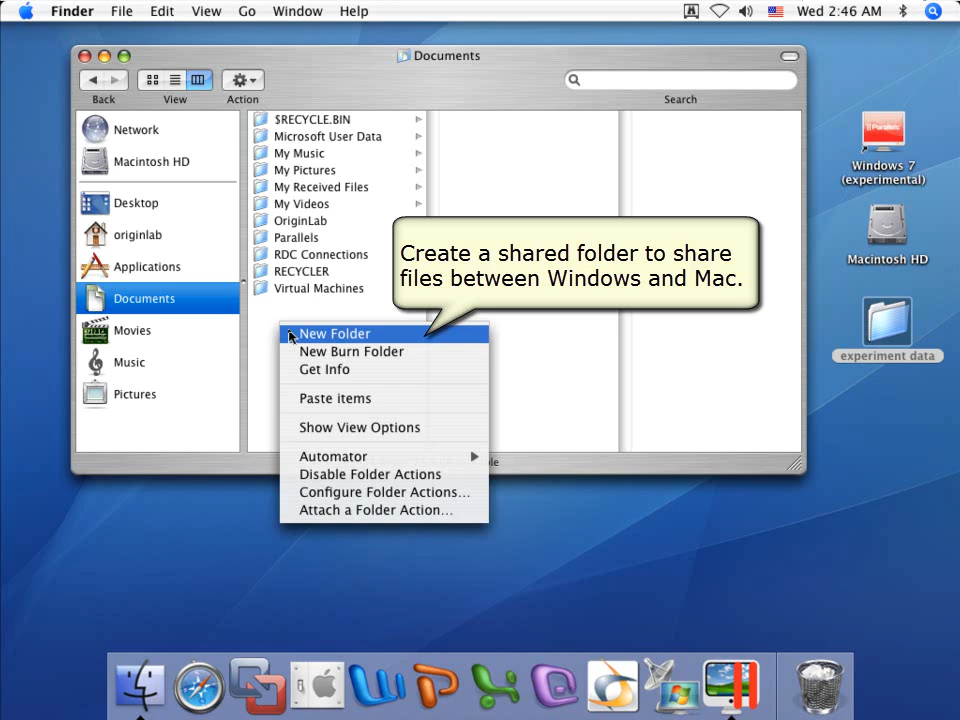 Finder File Edit View Go Window Help Wed 2:46 AM
Documents
Back View Action Search
Network
Macintosh HD
Desktop
originlab
Applications
Documents
Movies
Music
Pictures
$RECYCLE.BIN
Microsoft User Data
My Music
My Pictures
My Received Files
My Videos
OriginLab
Parallels
RDC Connections
RECYCLER
Virtual Machines
Create a shared folder to share
files between Windows and Mac.
New Folder
New Burn Folder
Get Info
Paste items
Show View Options
Automator
Disable Folder Actions
Configure Folder Actions...
Attach a Folder Action...
Parallels
Windows 7
(experimental)
Macintosh HD
experiment data